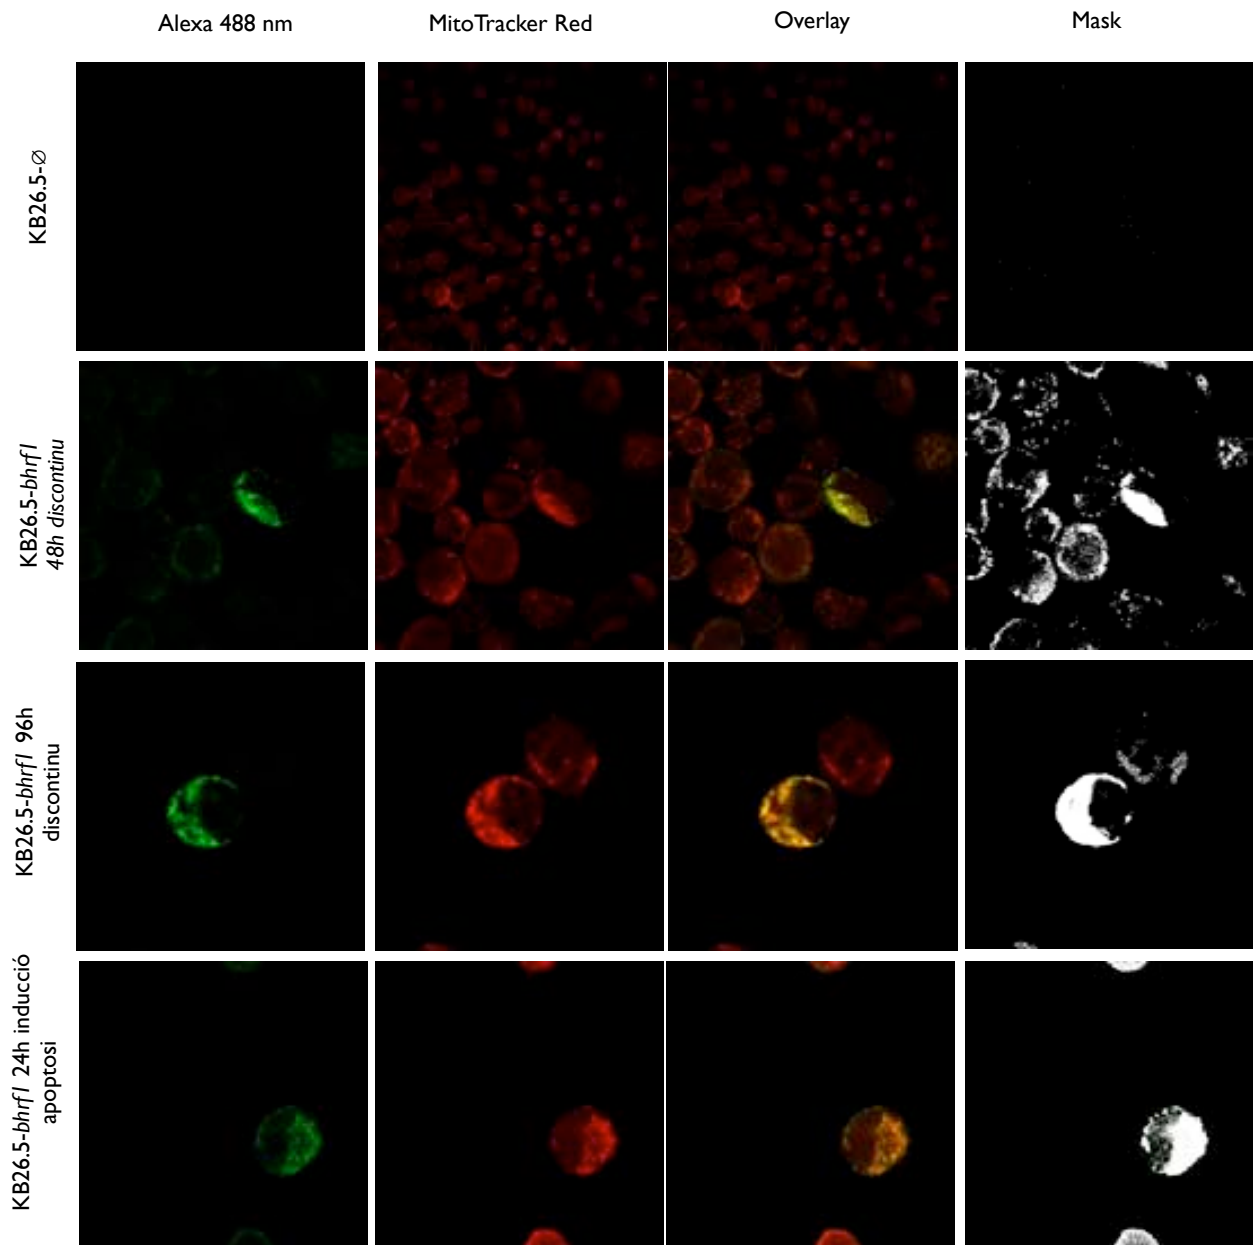 Alexa 488 nm
MitoTracker Red
Overlay
Mask
KB26.5-∅
KB26.5-bhrf1
48h discontinu
KB26.5-bhrf1 96h
discontinu
KB26.5-bhrf1 24h inducció
apoptosi